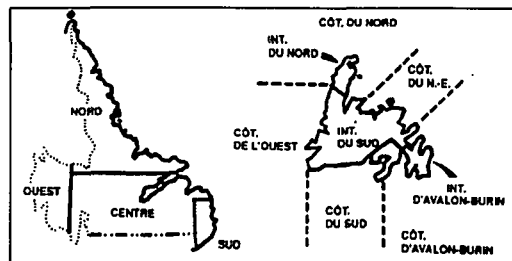 NORD
OUEST
CENTRE
SUD
CÔT. DU NORD
INT.
DU NORD
CÔT.
DU N.-E.
CÔT.
DE L'OUEST
INT.
DU SUD
INT.
D'AVALON-BURIN
CÔT.
DU SUD
CÔT.
D'AVALON-BURIN